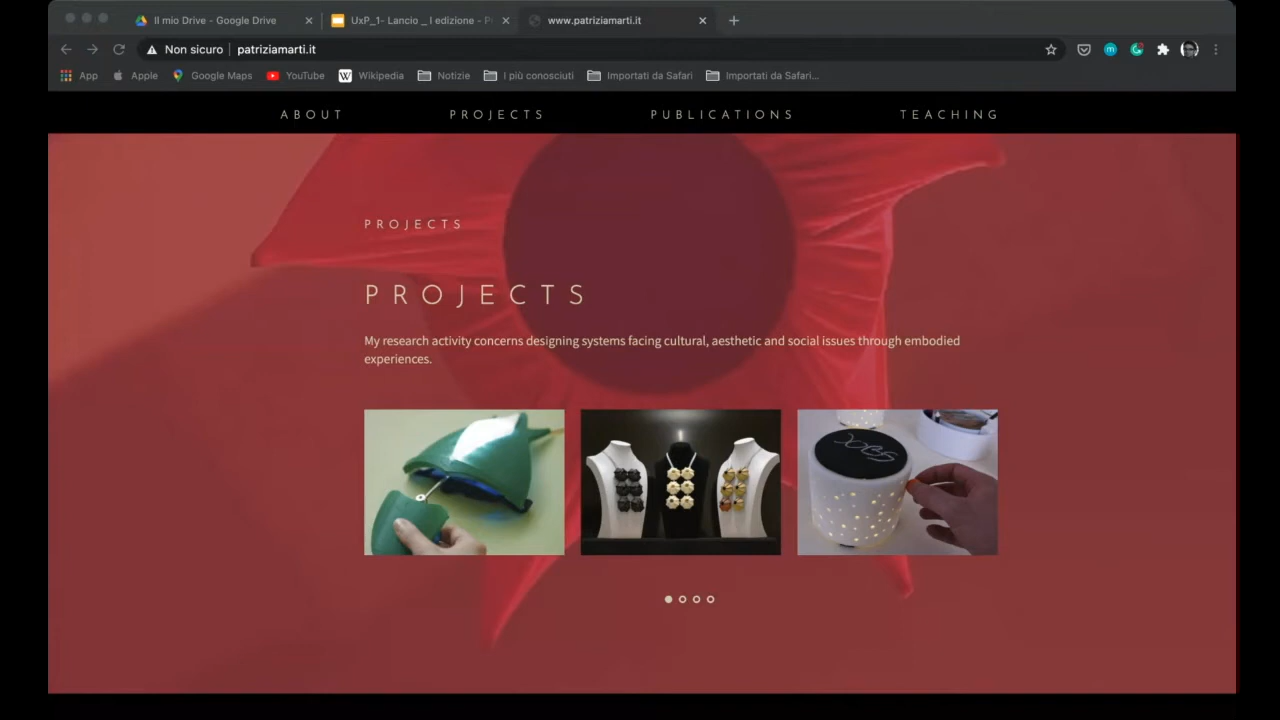 Il mio Drive - Google Drive
UxP_1- Lancio _ I edizione - P
www.patriziamarti.it
Non sicuro
patriziamarti.it
App
Apple
Google Maps
YouTube
W
Wikipedia
Notizie
I più conosciuti
Importati da Safari
Importati da Safari...
ABOUT
PROJECTS
PUBLICATIONS
TEACHING
PROJECTS
PROJECTS
My research activity concerns designing systems facing cultural, aesthetic and social issues through embodied
experiences.